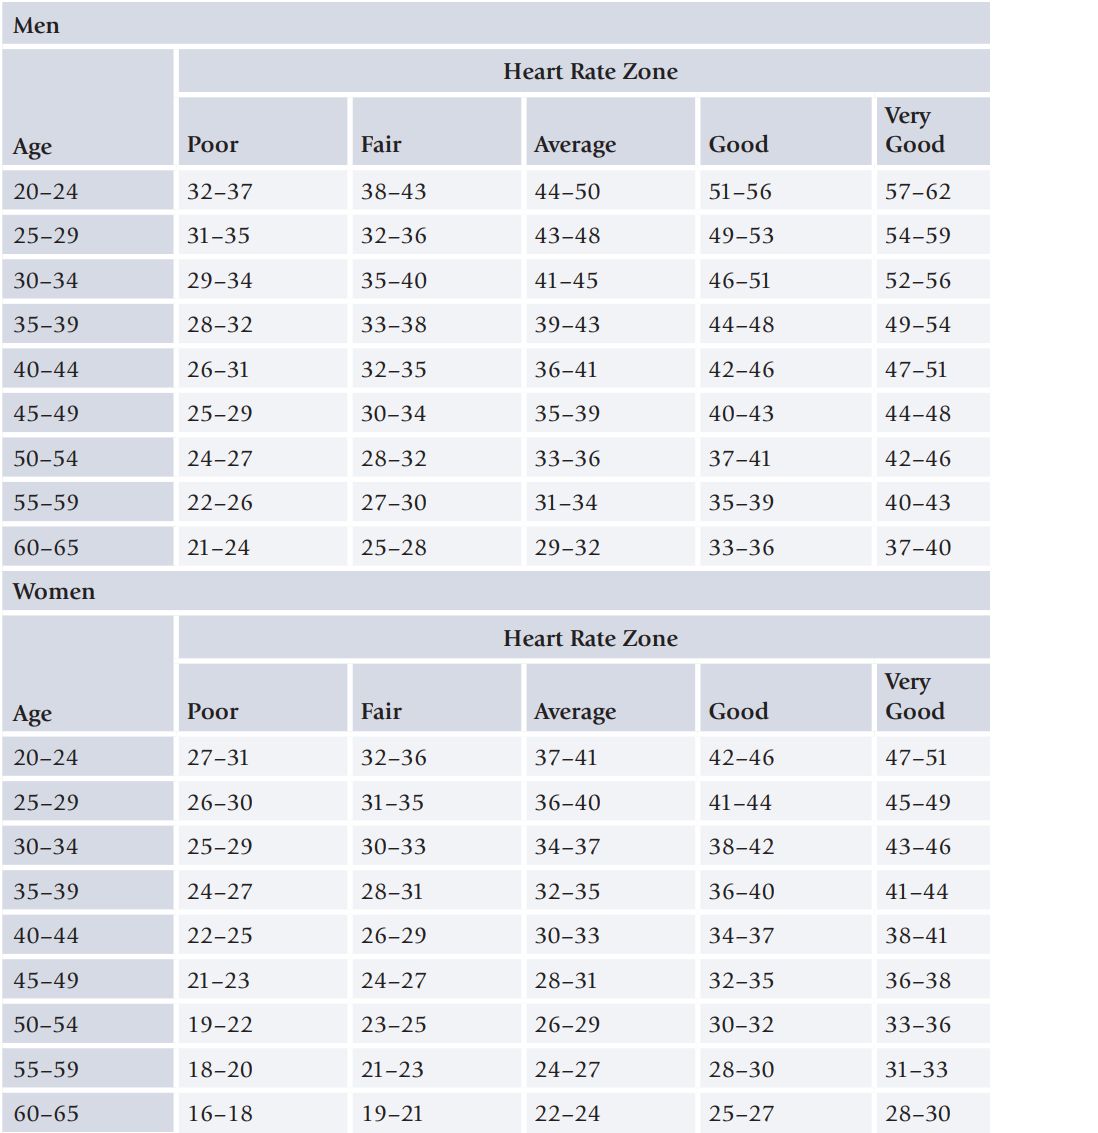 Men
Heart Rate Zone
Age Poor Fair Average Good Very Good
20–24 32–37 38–43 44–50 51–56 57–62
25–29 31–35 32–36 43–48 49–53 54–59
30–34 29–34 35–40 41–45 46–51 52–56
35–39 28–32 33–38 39–43 44–48 49–54
40–44 26–31 32–35 36–41 42–46 47–51
45–49 25–29 30–34 35–39 40–43 44–48
50–54 24–27 28–32 33–36 37–41 42–46
55–59 22–26 27–30 31–34 35–39 40–43
60–65 21–24 25–28 29–32 33–36 37–40
Women
Heart Rate Zone
Age Poor Fair Average Good Very Good
20–24 27–31 32–36 37–41 42–46 47–51
25–29 26–30 31–35 36–40 41–44 45–49
30–34 25–29 30–33 34–37 38–42 43–46
35–39 24–27 28–31 32–35 36–40 41–44
40–44 22–25 26–29 30–33 34–37 38–41
45–49 21–23 24–27 28–31 32–35 36–38
50–54 19–22 23–25 26–29 30–32 33–36
55–59 18–20 21–23 24–27 28–30 31–33
60–65 16–18 19–21 22–24 25–27 28–30